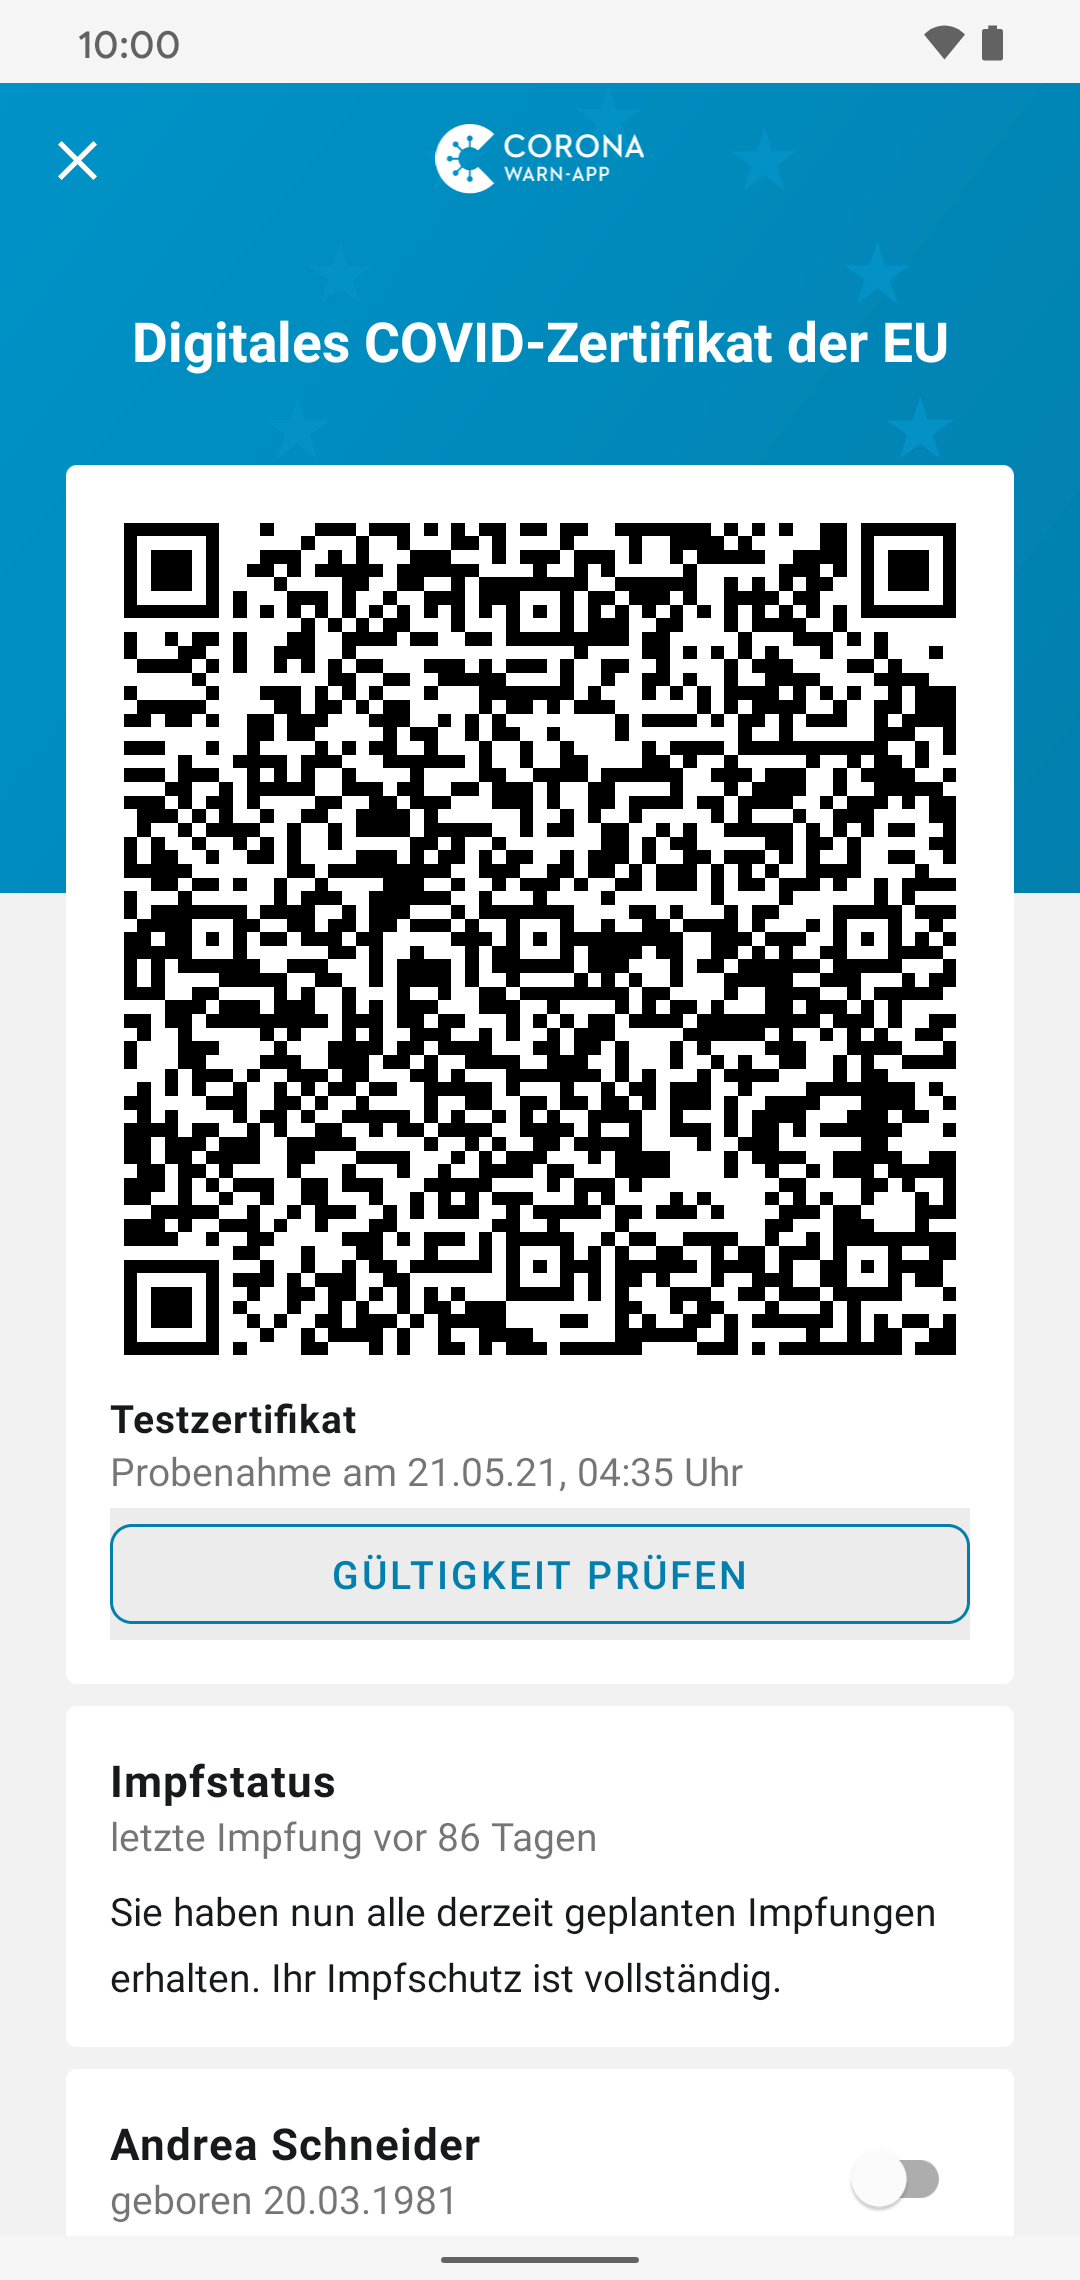 10:00
CORONA
WARN-APP
Digitales COVID-Zertifikat der EU
Testzertifikat
Probenahme am 21.05.21, 04:35 Uhr
GÜLTIGKEIT PRÜFEN
Impfstatus
letzte Impfung vor 86 Tagen
Sie haben nun alle derzeit geplanten Impfungen
erhalten. Ihr Impfschutz ist vollständig.
Andrea Schneider
geboren 20.03.1981